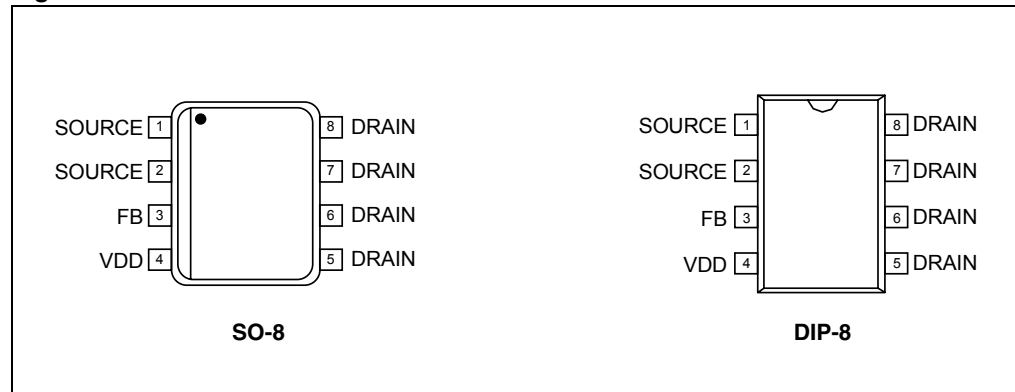 SOURCE 1 8 DRAIN
SOURCE 2 7 DRAIN
FB 3 6 DRAIN
VDD 4 5 DRAIN
SO-8
SOURCE 1 8 DRAIN
SOURCE 2 7 DRAIN
FB 3 6 DRAIN
VDD 4 5 DRAIN
DIP-8